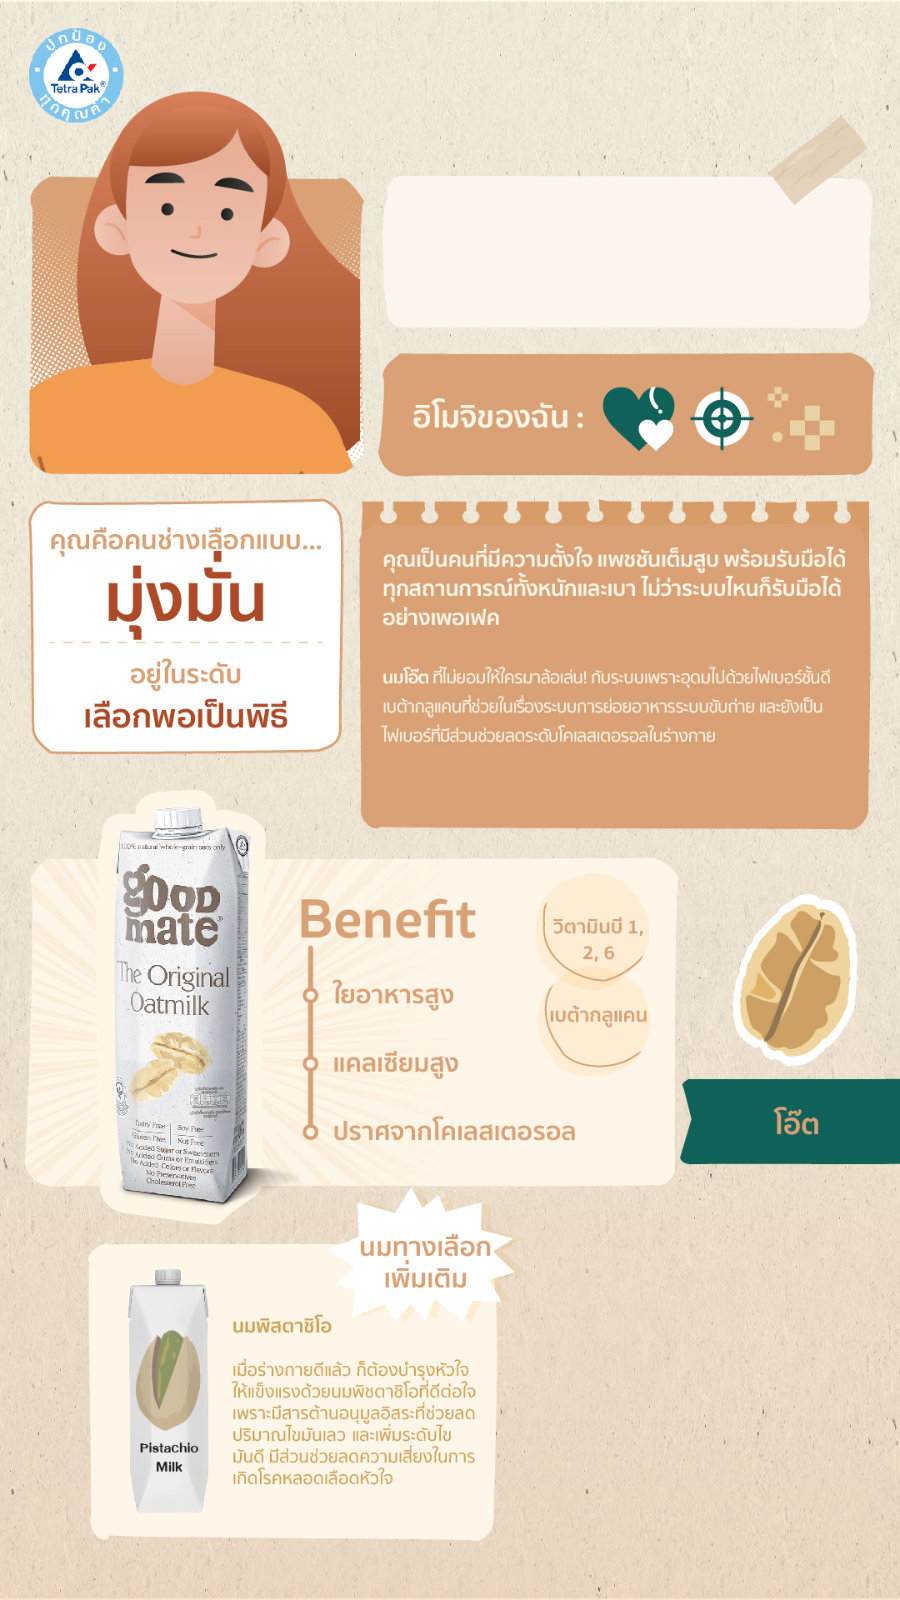 ปกป้อง
Tetra Pak®
ทุกคุณค่า
อิโมจิของฉัน :
คุณคือคนช่างเลือกแบบ...
มุ่งมั่น
อยู่ในระดับ
เลือกพอเป็นพิธี
คุณเป็นคนที่มีความตั้งใจ แพชชันเต็มสูบ พร้อมรับมือได้
ทุกสถานการณ์ทั้งหนักและเบา ไม่ว่าระบบไหนก็รับมือได้
อย่างเพอเฟค
นมโอ๊ต ที่ไม่ยอมให้ใครมาล้อเล่น! กับระบบเพราะอุดมไปด้วยไฟเบอร์ชั้นดี
เบต้ากลูแคนที่ช่วยในเรื่องระบบการย่อยอาหารระบบขับถ่าย และยังเป็น
ไฟเบอร์ที่มีส่วนช่วยลดระดับโคเลสเตอรอลในร่างกาย
100% natural whole-grain oats only
gOOD
mate®
The Original
Oatmilk
Dairy Free
Soy Free
Gluten Free
Nut Free
No Added Sugar or Sweeteners
No Added Gums or Emulsifiers
No Added Colors or Flavors
No Preservatives
Cholesterol Free
Benefit
ใยอาหารสูง
แคลเซียมสูง
ปราศจากโคเลสเตอรอล
วิตามินบี 1,
2, 6
เบต้ากลูแคน
โอ๊ต
นมทางเลือก
เพิ่มเติม
นมพิสตาชิโอ
เมื่อร่างกายดีแล้ว ก็ต้องบำรุงหัวใจ
ให้แข็งแรงด้วยนมพิชตาชิโอที่ดีต่อใจ
เพราะมีสารต้านอนุมูลอิสระที่ช่วยลด
ปริมาณไขมันเลว และเพิ่มระดับไข
มันดี มีส่วนช่วยลดความเสี่ยงในการ
เกิดโรคหลอดเลือดหัวใจ
Pistachio
Milk